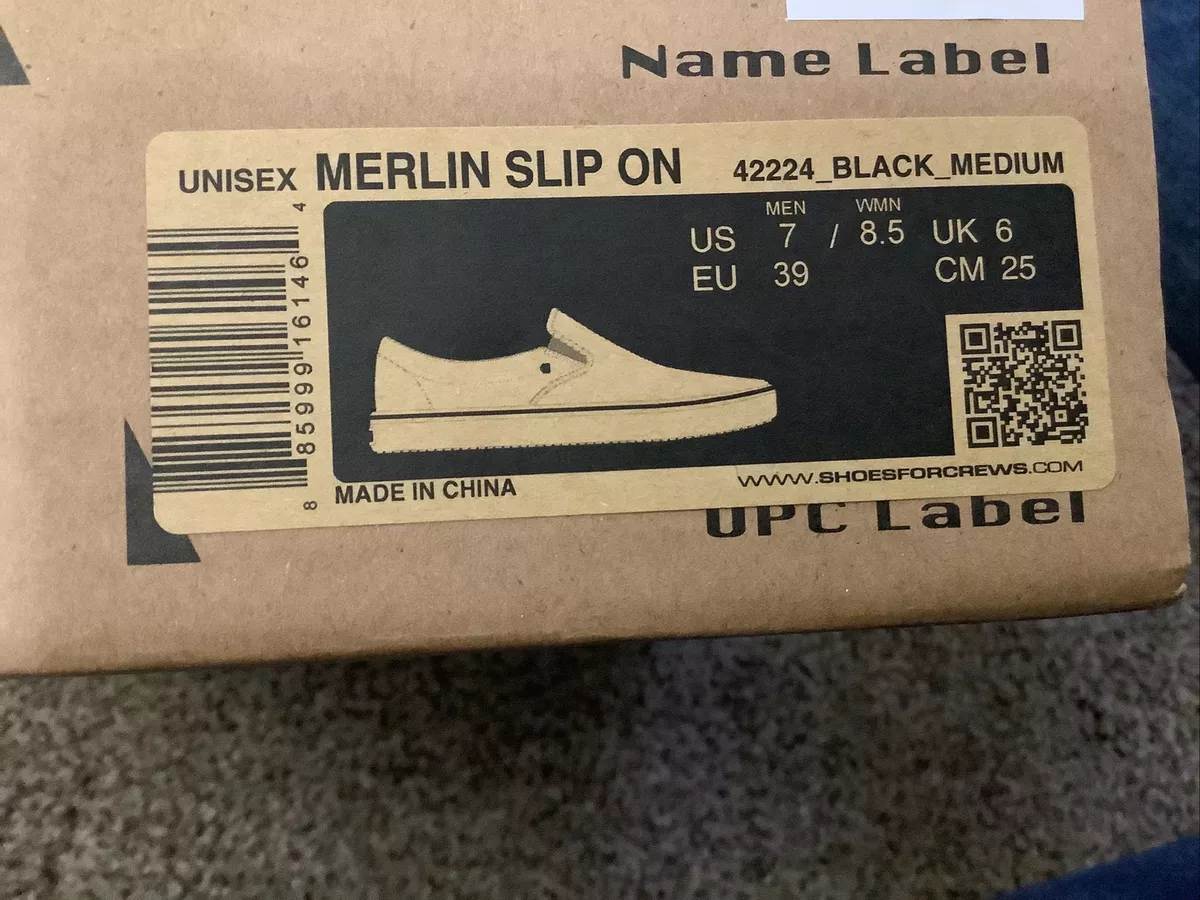 Name Label
UNISEX MERLIN SLIP ON 42224_BLACK_MEDIUM
MEN WMN
US 7 / 8.5 UK 6
EU 39 CM 25
8 85999 16146 4
MADE IN CHINA
WWW.SHOESFORCREWS.COM
UPC Label